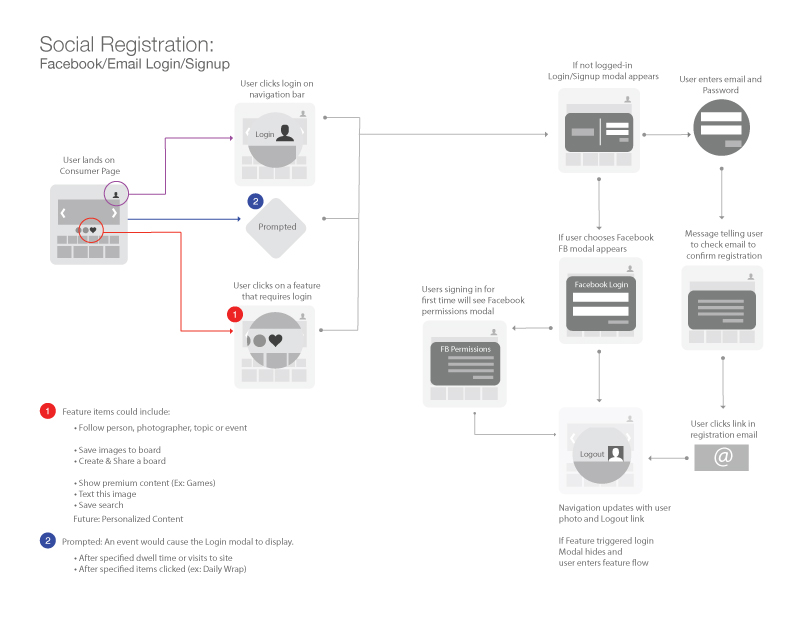 Social Registration:
Facebook/Email Login/Signup
User lands on
Consumer Page
User clicks login on
navigation bar
Login
2
Prompted
User clicks on a feature
that requires login
1
If not logged-in
Login/Signup modal appears
User enters email and
Password
If user chooses Facebook
FB modal appears
Facebook Login
Message telling user
to check email to
confirm registration
Users signing in for
first time will see Facebook
permissions modal
FB Permissions
User clicks link in
registration email
@
Logout
Navigation updates with user
photo and Logout link
If Feature triggered login
Modal hides and
user enters feature flow
1 Feature items could include:
• Follow person, photographer, topic or event
• Save images to board
• Create & Share a board
• Show premium content (Ex: Games)
• Text this image
• Save search
Future: Personalized Content
2 Prompted: An event would cause the Login modal to display.
• After specified dwell time or visits to site
• After specified items clicked (ex: Daily Wrap)